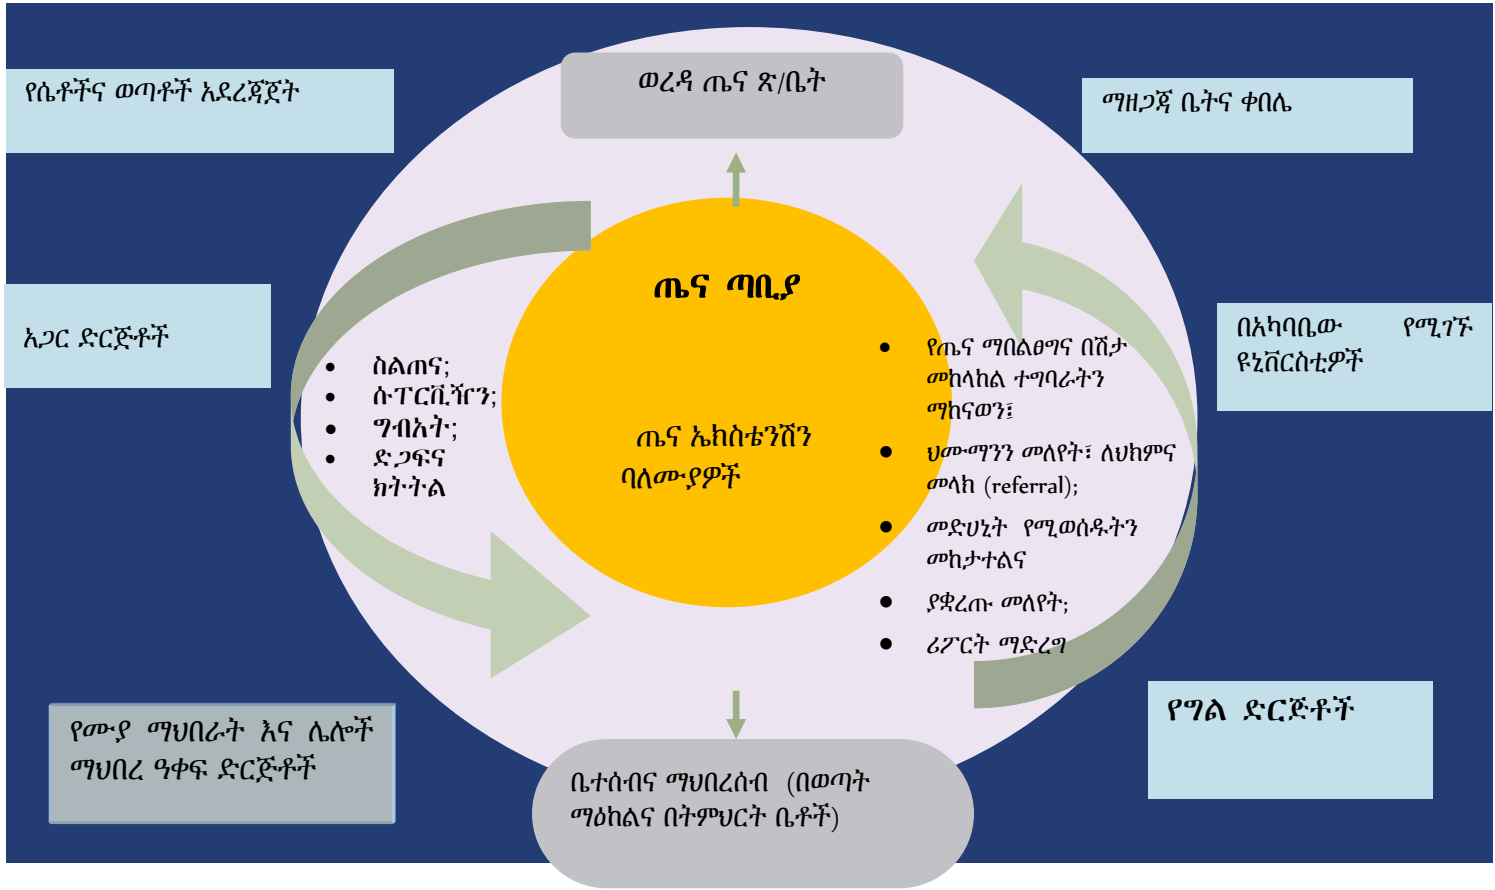 የሴቶችና ወጣቶች አደረጃጀት
ወረዳ ጤና ጽ/ቤት
ማዘጋጃ ቤትና ቀበሌ
አጋር ድርጅቶች
ጤና ጣቢያ
ጤና ኤክስቴንሽን
ባለሙያዎች
• ስልጠና;
• ሱፐርቪዥን;
• ግብአት;
• ድጋፍና
ክትትል
• የጤና ማበልፀግና በሽታ
መከላከል ተግባራትን
ማከናወን፤
• ህሙማንን መለየት፣ ለህክምና
መላክ (referral);
• መድሀኒት የሚወሰዱትን
መከታተልና
• ያቋረጡ መለየት;
• ሪፖርት ማድረግ
በአካባቢው የሚገኙ
ዩኒቨርስቲዎች
የሙያ ማህበራት እና ሌሎች
ማህበረ ዓቀፍ ድርጅቶች
የግል ድርጅቶች
ቤተሰብና ማህበረሰብ (በወጣት
ማዕከልና በትምህርት ቤቶች)